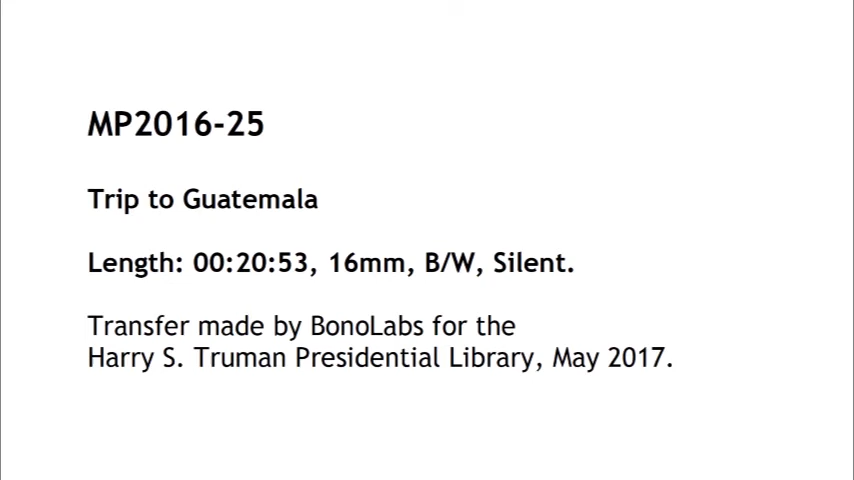 MP2016-25
Trip to Guatemala
Length: 00:20:53, 16mm, B/W, Silent.
Transfer made by BonoLabs for the
Harry S. Truman Presidential Library, May 2017.